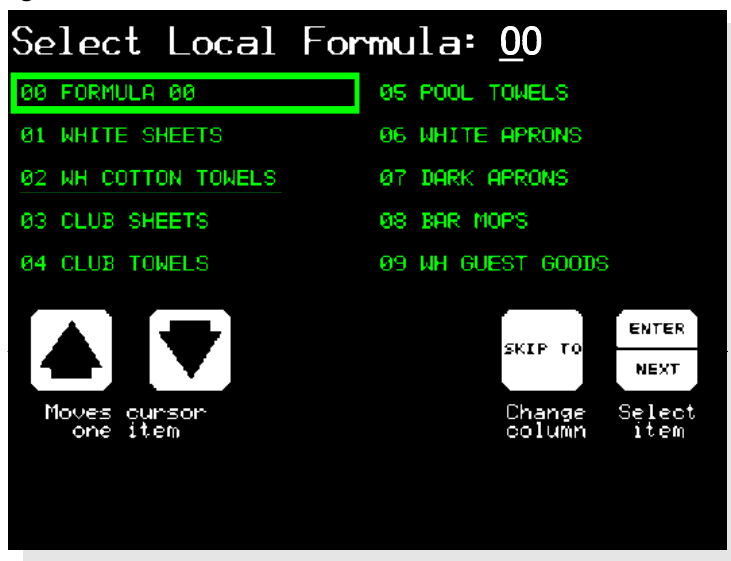 Select Local Formula: 00
00 FORMULA 00
01 WHITE SHEETS
02 WH COTTON TOWELS
03 CLUB SHEETS
04 CLUB TOWELS
05 POOL TOWELS
06 WHITE APRONS
07 DARK APRONS
08 BAR MOPS
09 WH GUEST GOODS
Moves cursor
one item
SKIP TO
Change
column
ENTER
NEXT
Select
item